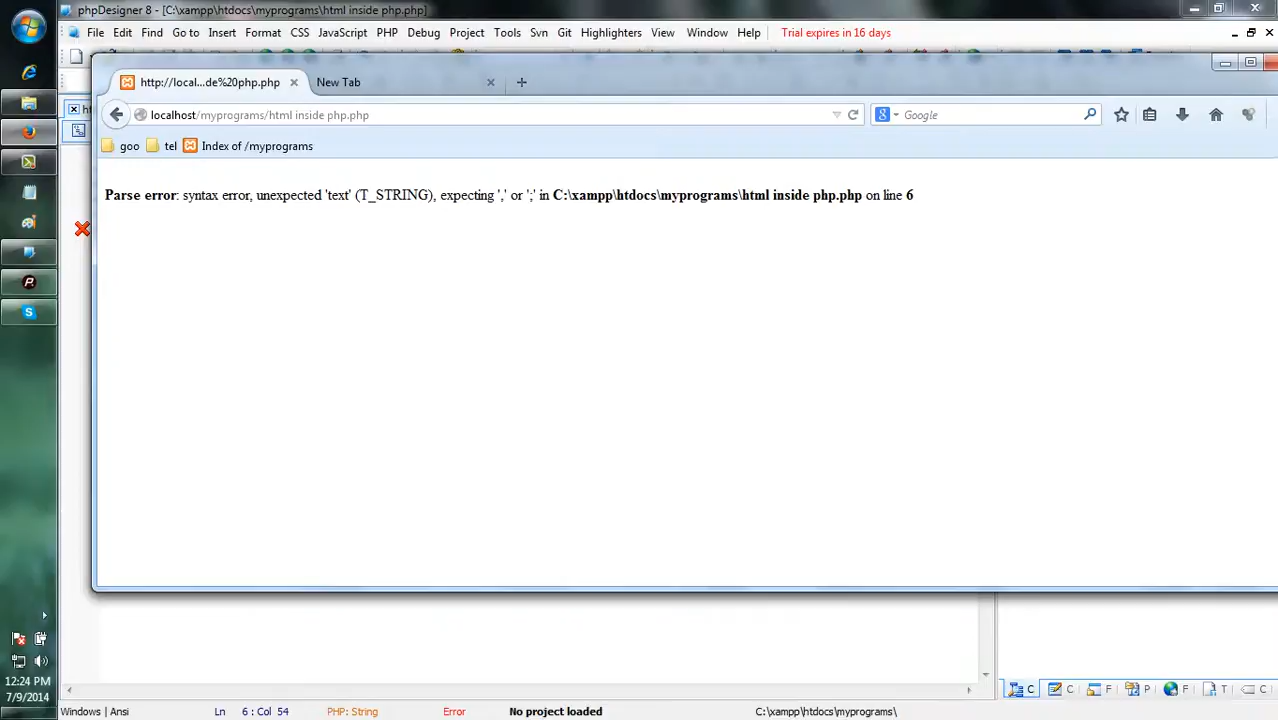 phpDesigner 8 - [C:\xampp\htdocs\myprograms\html inside php.php]
File Edit Find Go to Insert Format CSS JavaScript PHP Debug Project Tools Svn Git Highlighters View Window Help Trial expires in 16 days
http://local...de%20php.php New Tab
localhost/myprograms/html inside php.php
Google
goo tel Index of /myprograms
Parse error: syntax error, unexpected 'text' (T_STRING), expecting ',' or ';' in C:\xampp\htdocs\myprograms\html inside php.php on line 6
12:24 PM
7/9/2014
C C F P F T C
Windows | Ansi Ln 6 : Col 54 PHP: String Error No project loaded C:\xampp\htdocs\myprograms\